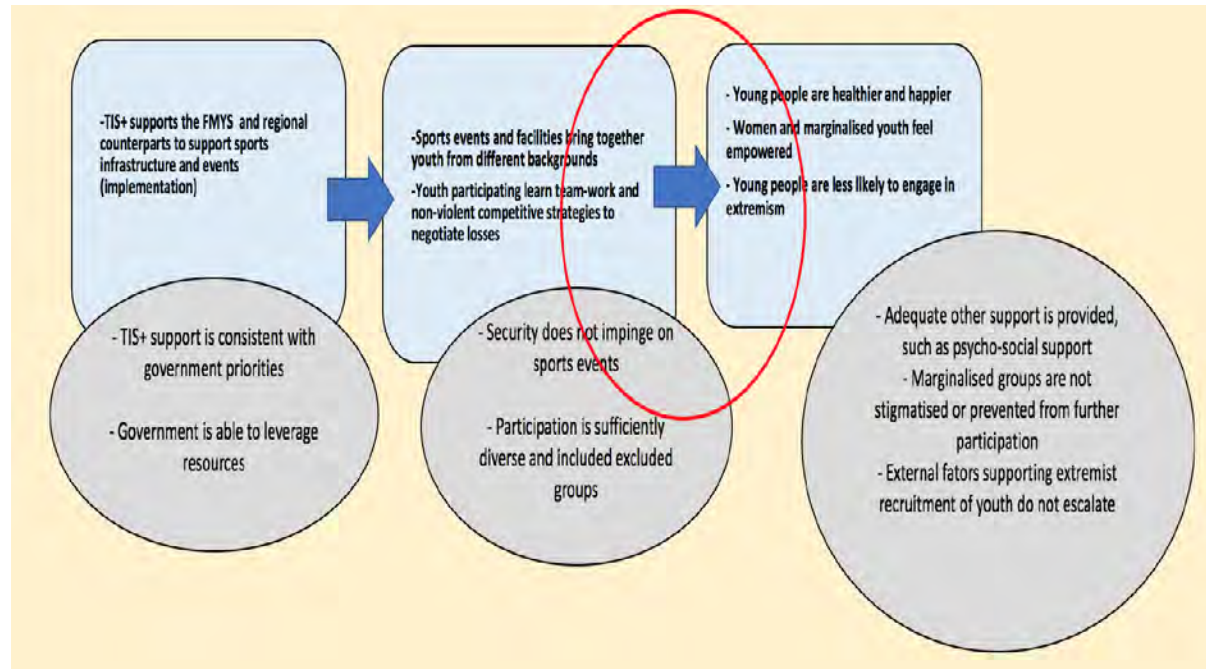 -TIS+ supports the FMYS and regional
counterparts to support sports
infrastructure and events
(implementation)
- TIS+ support is consistent with
government priorities
- Government is able to leverage
resources
-Sports events and facilities bring together
youth from different backgrounds
-Youth participating learn team-work and
non-violent competitive strategies to
negotiate losses
- Security does not impinge on
sports events
- Participation is sufficiently
diverse and included excluded
groups
- Young people are healthier and happier
- Women and marginalised youth feel
empowered
- Young people are less likely to engage in
extremism
- Adequate other support is provided,
such as psycho-social support
- Marginalised groups are not
stigmatised or prevented from further
participation
- External fators supporting extremist
recruitment of youth do not escalate